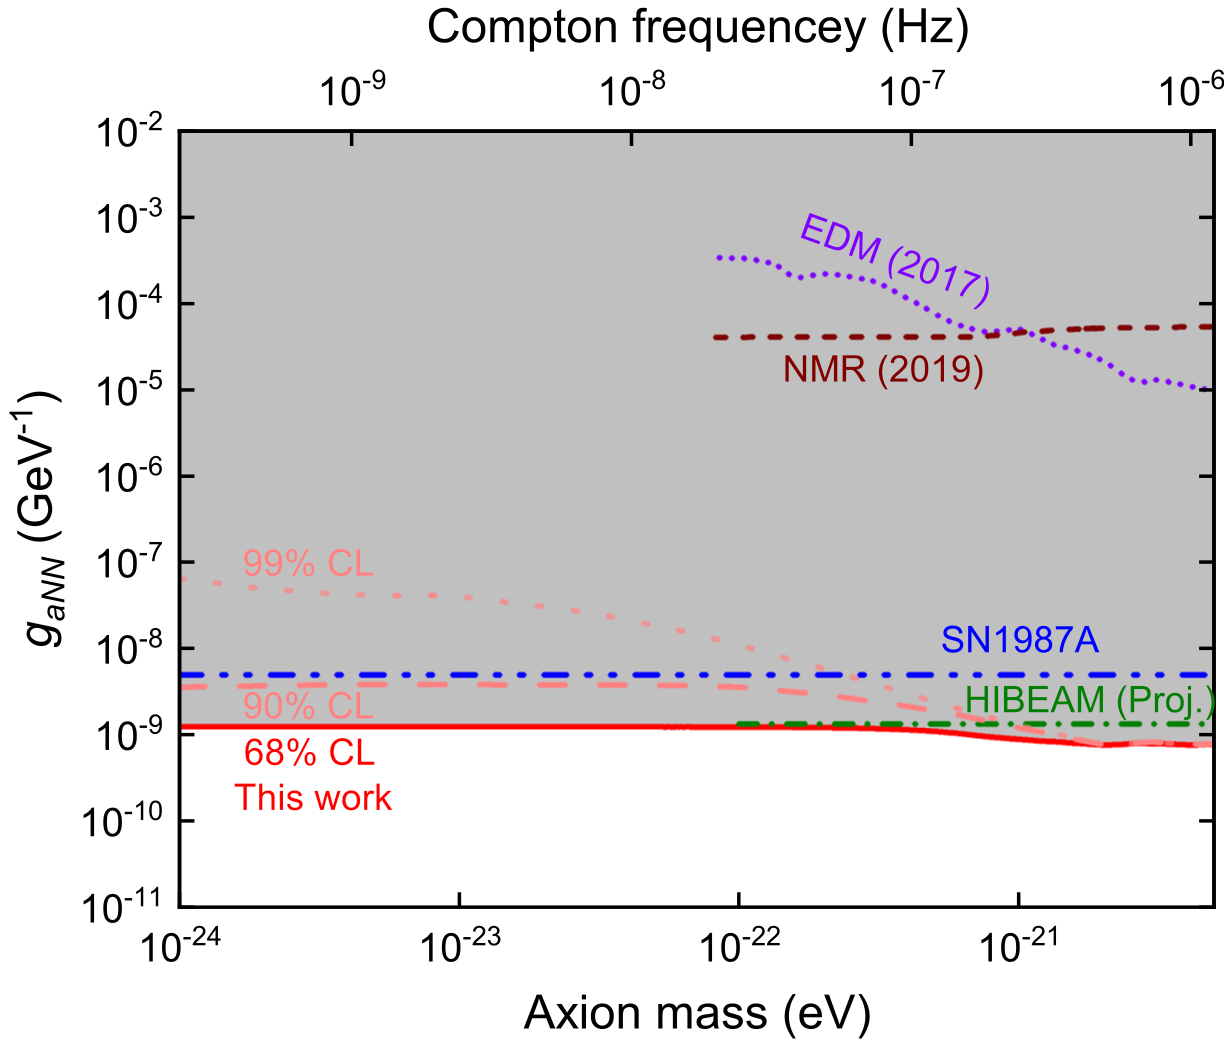 Compton frequencey (Hz)
10⁻⁹ 10⁻⁸ 10⁻⁷ 10⁻⁶
10⁻²
10⁻³
10⁻⁴
10⁻⁵
10⁻⁶
10⁻⁷
10⁻⁸
10⁻⁹
10⁻¹⁰
10⁻¹¹
g_aNN (GeV⁻¹)
EDM (2017)
NMR (2019)
99% CL
SN1987A
90% CL
HIBEAM (Proj.)
68% CL
This work
10⁻²⁴ 10⁻²³ 10⁻²² 10⁻²¹
Axion mass (eV)